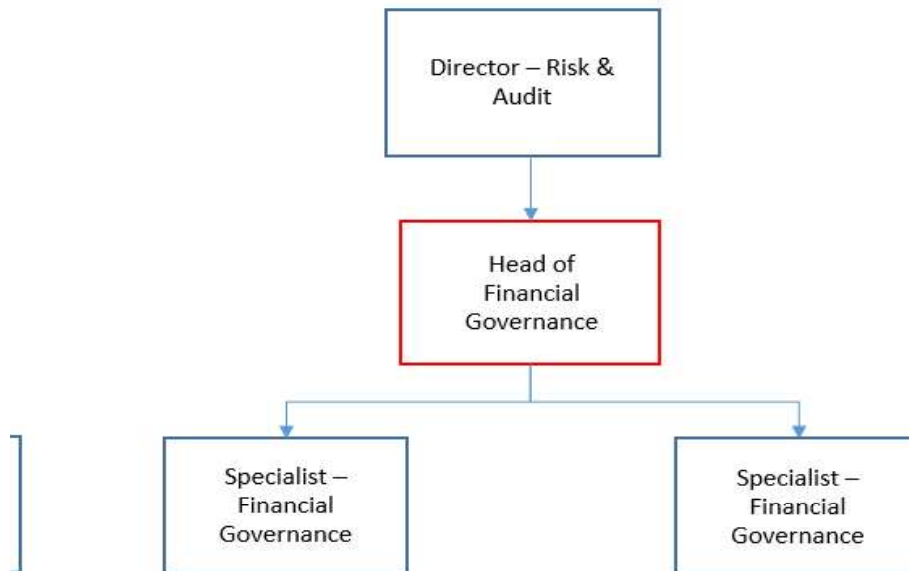 Director – Risk &
Audit
Head of
Financial
Governance
Specialist –
Financial
Governance
Specialist –
Financial
Governance